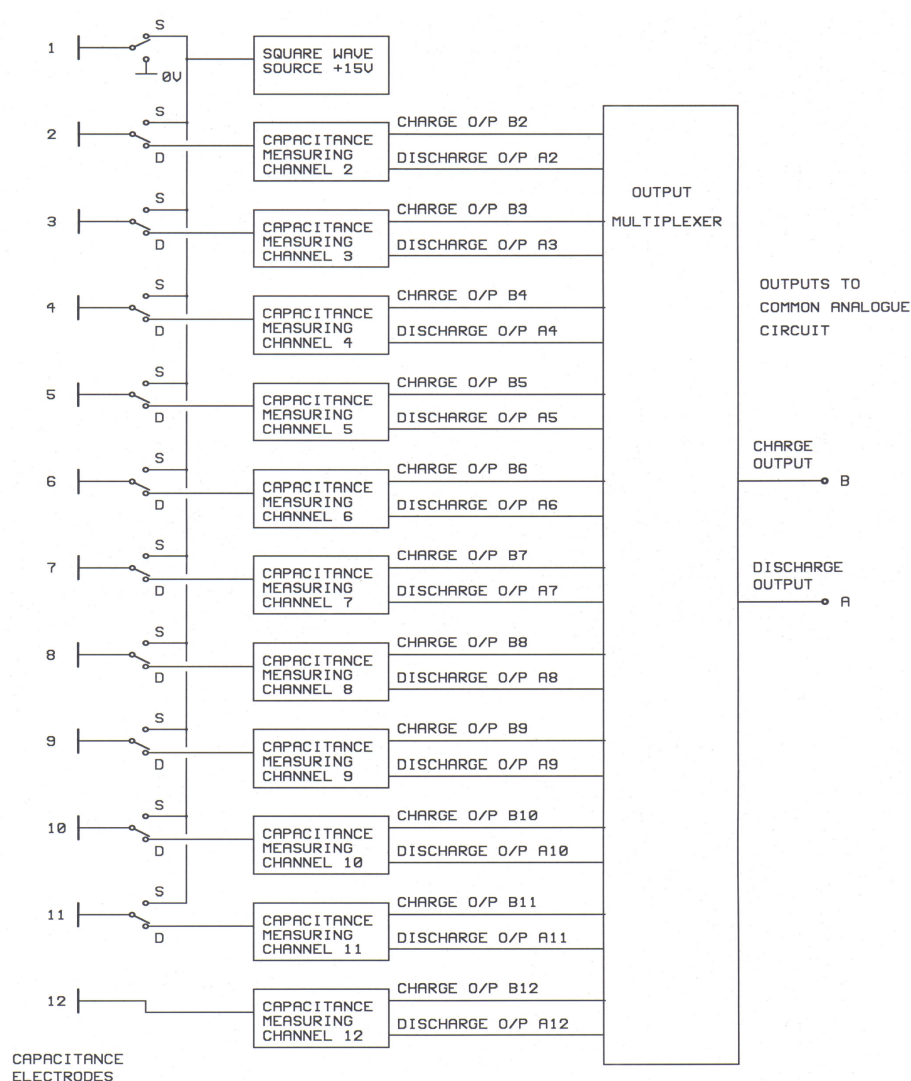 S
1
0V
SQUARE WAVE
SOURCE +15V
S
2
D
CAPACITANCE
MEASURING
CHANNEL 2
CHARGE O/P B2
DISCHARGE O/P A2
OUTPUT
MULTIPLEXER
S
3
D
CAPACITANCE
MEASURING
CHANNEL 3
CHARGE O/P B3
DISCHARGE O/P A3
OUTPUTS TO
COMMON ANALOGUE
CIRCUIT
S
4
D
CAPACITANCE
MEASURING
CHANNEL 4
CHARGE O/P B4
DISCHARGE O/P A4
S
5
D
CAPACITANCE
MEASURING
CHANNEL 5
CHARGE O/P B5
DISCHARGE O/P A5
CHARGE
OUTPUT
B
S
6
D
CAPACITANCE
MEASURING
CHANNEL 6
CHARGE O/P B6
DISCHARGE O/P A6
S
7
D
CAPACITANCE
MEASURING
CHANNEL 7
CHARGE O/P B7
DISCHARGE O/P A7
DISCHARGE
OUTPUT
A
S
8
D
CAPACITANCE
MEASURING
CHANNEL 8
CHARGE O/P B8
DISCHARGE O/P A8
S
9
D
CAPACITANCE
MEASURING
CHANNEL 9
CHARGE O/P B9
DISCHARGE O/P A9
S
10
D
CAPACITANCE
MEASURING
CHANNEL 10
CHARGE O/P B10
DISCHARGE O/P A10
S
11
D
CAPACITANCE
MEASURING
CHANNEL 11
CHARGE O/P B11
DISCHARGE O/P A11
12
CAPACITANCE
MEASURING
CHANNEL 12
CHARGE O/P B12
DISCHARGE O/P A12
CAPACITANCE
ELECTRODES